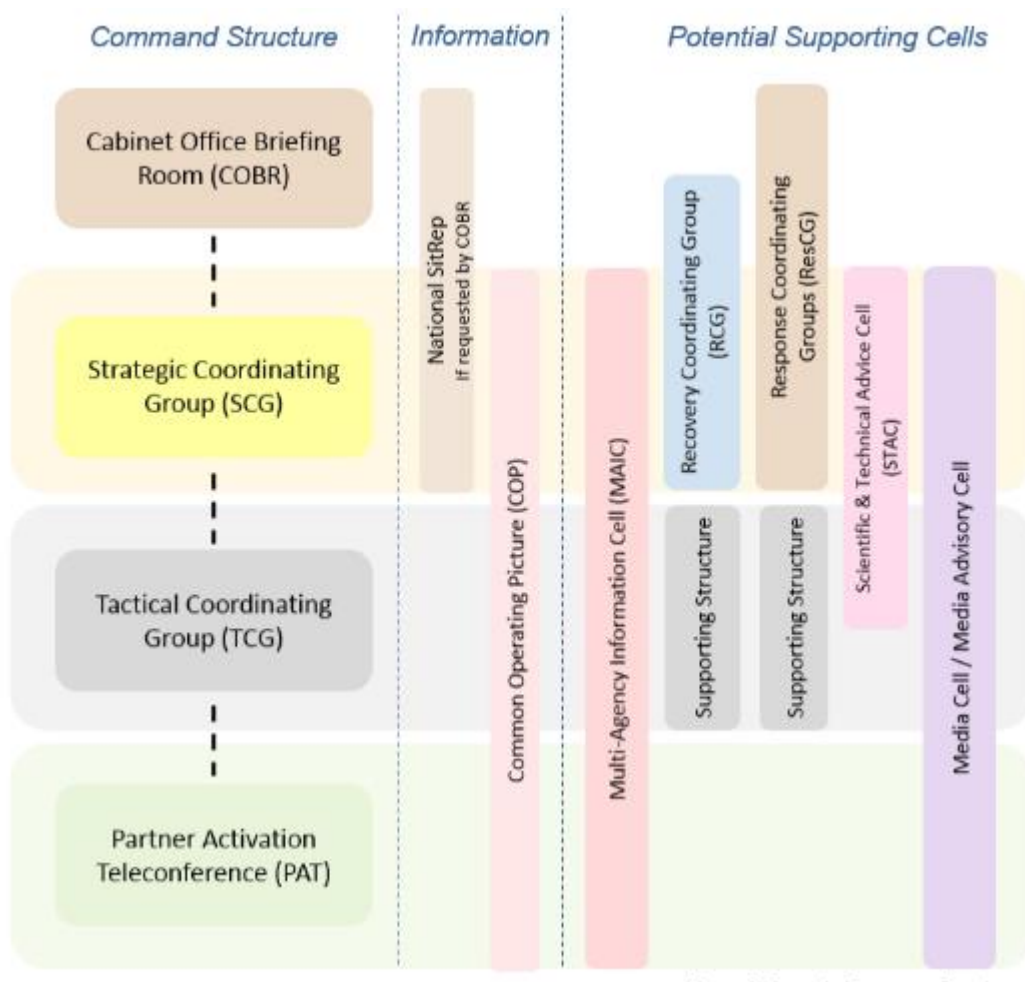 Command Structure
Information
Potential Supporting Cells
Cabinet Office Briefing
Room (COBR)
Strategic Coordinating
Group (SCG)
Tactical Coordinating
Group (TCG)
Partner Activation
Teleconference (PAT)
National SitRep
If requested by COBR
Common Operating Picture (COP)
Multi-Agency Information Cell (MAIC)
Recovery Coordinating Group
(RCG)
Supporting Structure
Response Coordinating
Groups (ResCG)
Supporting Structure
Scientific & Technical Advice Cell
(STAC)
Media Cell / Media Advisory Cell